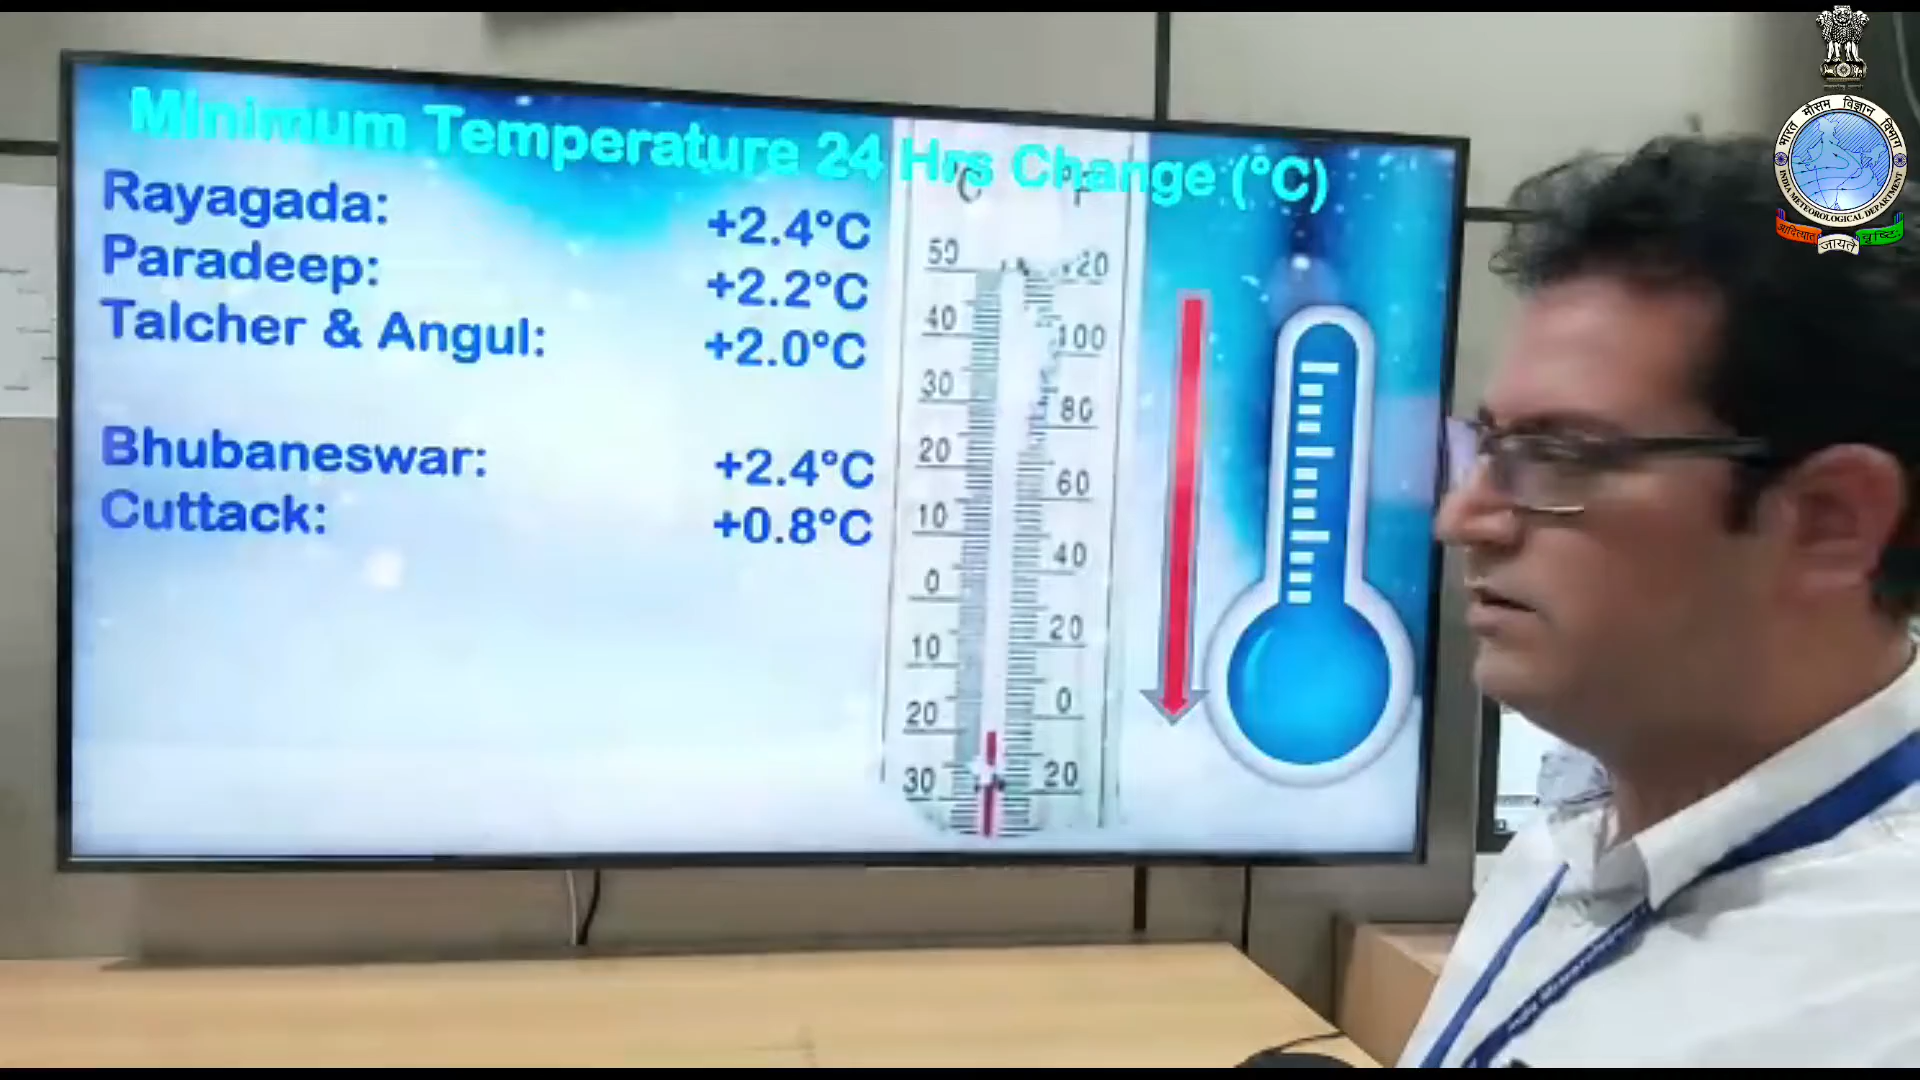 Minimum Temperature 24 Hrs Change (°C)
Rayagada: +2.4°C
Paradeep: +2.2°C
Talcher & Angul: +2.0°C
Bhubaneswar: +2.4°C
Cuttack: +0.8°C
°C °F
50 120
40 100
30 80
20 60
10 40
0 20
10 0
20 20
30
भारत मौसम विज्ञान विभाग
INDIA METEOROLOGICAL DEPARTMENT
आदित्यात् जायते वृष्टि: